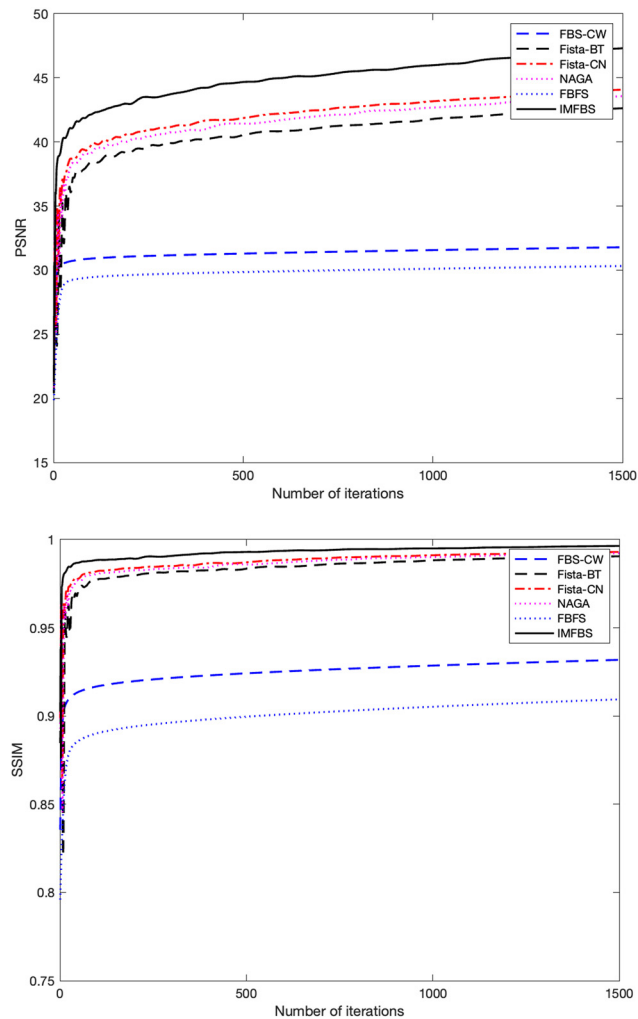 50
45
40
35
30
25
20
15
PSNR
0
500
1000
1500
Number of iterations
FBS-CW
Fista-BT
Fista-CN
NAGA
FBFS
IMFBS
1
0.95
0.9
0.85
0.8
0.75
SSIM
0
500
1000
1500
Number of iterations
FBS-CW
Fista-BT
Fista-CN
NAGA
FBFS
IMFBS